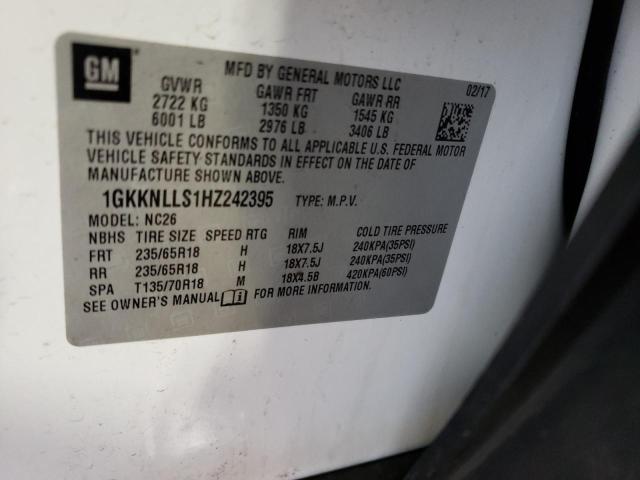 GM
MFD BY GENERAL MOTORS LLC 02/17
GVWR GAWR FRT GAWR RR
2722 KG 1350 KG 1545 KG
6001 LB 2976 LB 3406 LB
THIS VEHICLE CONFORMS TO ALL APPLICABLE U.S. FEDERAL MOTOR
VEHICLE SAFETY STANDARDS IN EFFECT ON THE DATE OF
MANUFACTURE SHOWN ABOVE.
1GKKNLLS1HZ242395 TYPE: M.P.V.
MODEL: NC26
NBHS TIRE SIZE SPEED RTG RIM COLD TIRE PRESSURE
FRT 235/65R18 H 18X7.5J 240KPA(35PSI)
RR 235/65R18 H 18X7.5J 240KPA(35PSI)
SPA T135/70R18 M 18X4.5B 420KPA(60PSI)
SEE OWNER'S MANUAL FOR MORE INFORMATION.